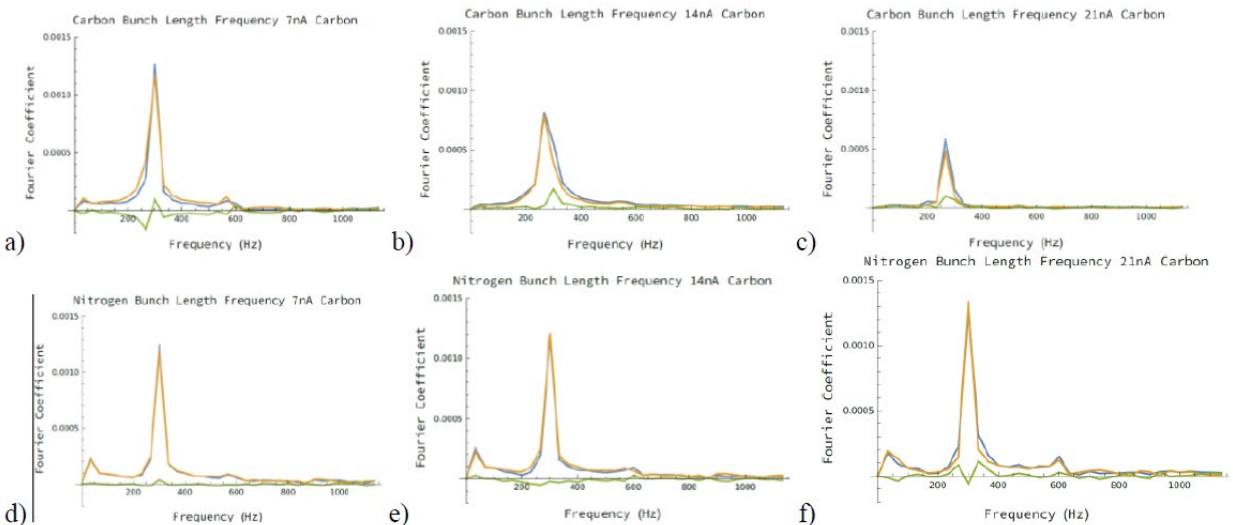 Carbon Bunch Length Frequency 7nA Carbon
0.0015
0.0010
0.0005
Fourier Coefficient
200 400 600 800 1000
Frequency (Hz)
a)
Carbon Bunch Length Frequency 14nA Carbon
0.0015
0.0010
0.0005
Fourier Coefficient
200 400 600 800 1000
Frequency (Hz)
b)
Carbon Bunch Length Frequency 21nA Carbon
0.0015
0.0010
0.0005
Fourier Coefficient
200 400 600 800 1000
Frequency (Hz)
c)
Nitrogen Bunch Length Frequency 7nA Carbon
0.0015
0.0010
0.0005
Fourier Coefficient
200 400 600 800 1000
Frequency (Hz)
d)
Nitrogen Bunch Length Frequency 14nA Carbon
0.0015
0.0010
0.0005
Fourier Coefficient
200 400 600 800 1000
Frequency (Hz)
e)
Nitrogen Bunch Length Frequency 21nA Carbon
0.0015
0.0010
0.0005
Fourier Coefficient
200 400 600 800 1000
Frequency (Hz)
f)